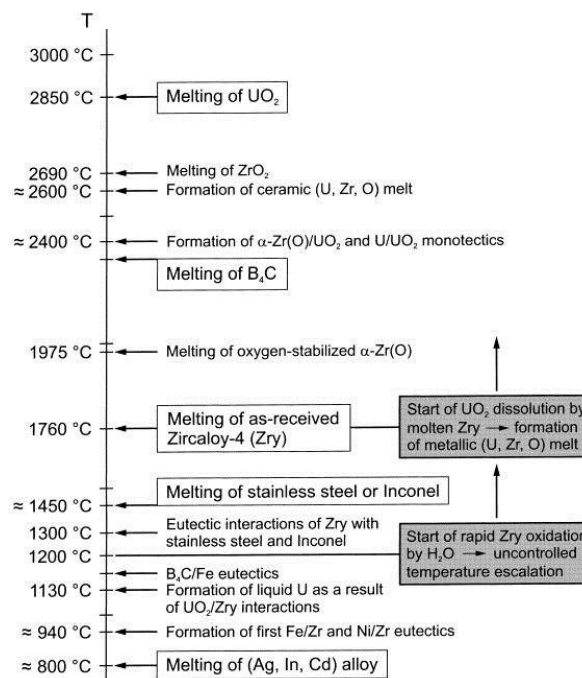 T
3000 °C
2850 °C Melting of UO₂
2690 °C Melting of ZrO₂
≈ 2600 °C Formation of ceramic (U, Zr, O) melt
≈ 2400 °C Formation of α-Zr(O)/UO₂ and U/UO₂ monotectics
Melting of B₄C
1975 °C Melting of oxygen-stabilized α-Zr(O)
1760 °C Melting of as-received
Zircaloy-4 (Zry)
Start of UO₂ dissolution by
molten Zry → formation
of metallic (U, Zr, O) melt
≈ 1450 °C Melting of stainless steel or Inconel
1300 °C Eutectic interactions of Zry with
stainless steel and Inconel
1200 °C
Start of rapid Zry oxidation
by H₂O → uncontrolled
temperature escalation
B₄C/Fe eutectics
1130 °C Formation of liquid U as a result
of UO₂/Zry interactions
≈ 940 °C Formation of first Fe/Zr and Ni/Zr eutectics
≈ 800 °C Melting of (Ag, In, Cd) alloy